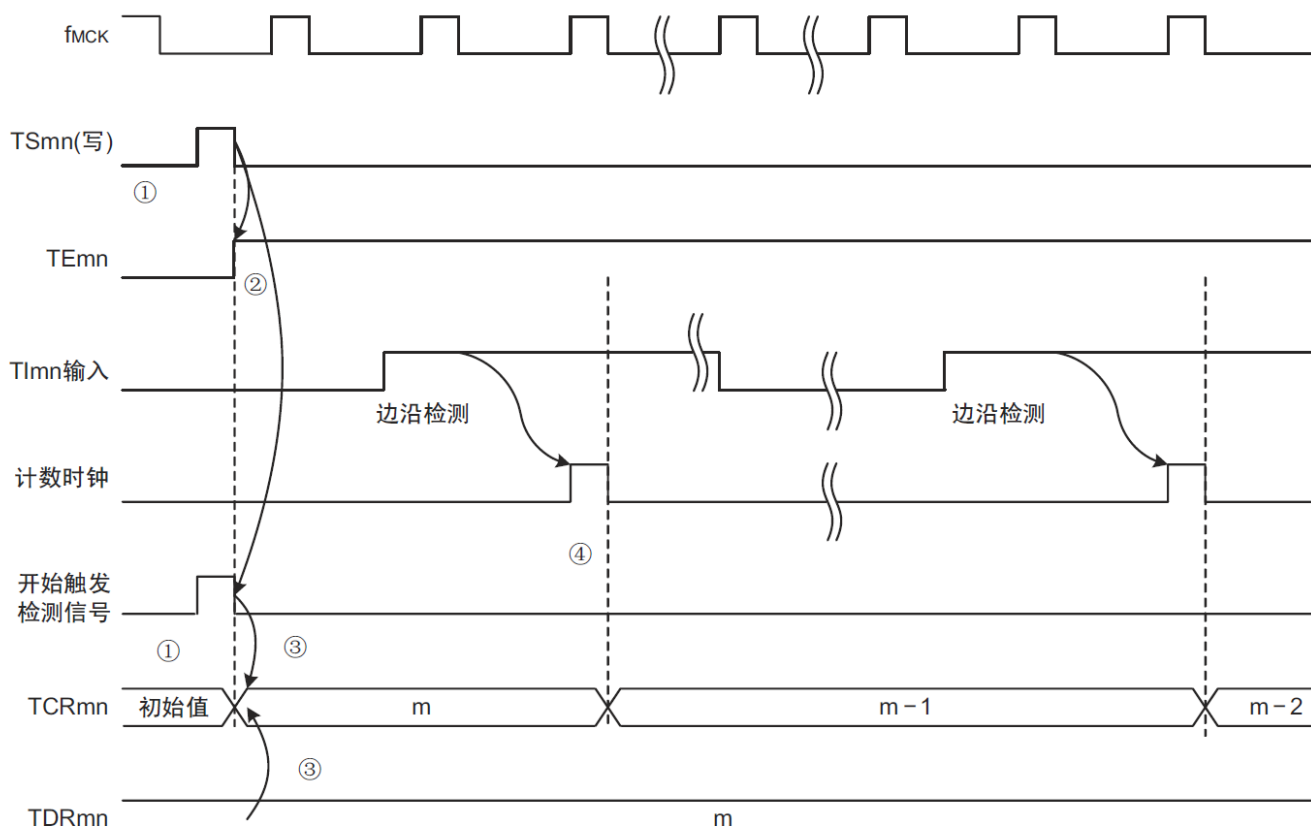 fMCK
TSmn(写)
①
TEmn
②
TImn输入
边沿检测
边沿检测
计数时钟
④
开始触发
检测信号
①
③
TCRmn
初始值
m
m－1
m－2
③
TDRmn
m